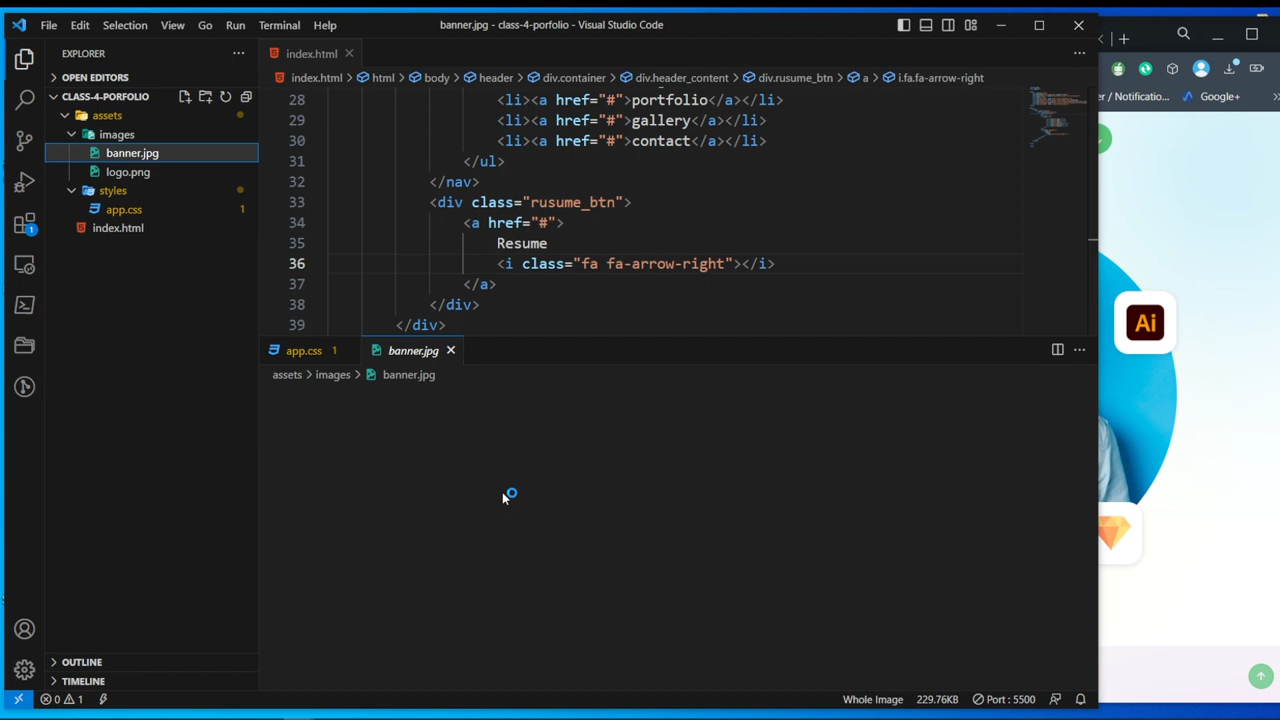 File Edit Selection View Go Run Terminal Help
banner.jpg - class-4-porfolio - Visual Studio Code
EXPLORER
OPEN EDITORS
CLASS-4-PORFOLIO
assets
images
banner.jpg
logo.png
styles
app.css 1
index.html
OUTLINE
TIMELINE
1
index.html
index.html > html > body > header > div.container > div.header_content > div.rusume_btn > a > i.fa.fa-arrow-right
28 <li><a href="#">portfolio</a></li>
29 <li><a href="#">gallery</a></li>
30 <li><a href="#">contact</a></li>
31 </ul>
32 </nav>
33 <div class="rusume_btn">
34 <a href="#">
35 Resume
36 <i class="fa fa-arrow-right"></i>
37 </a>
38 </div>
39 </div>
app.css 1 banner.jpg
assets > images > banner.jpg
0 1
Whole Image 229.76KB Port : 5500
er / Notificatio... Google+
Ai